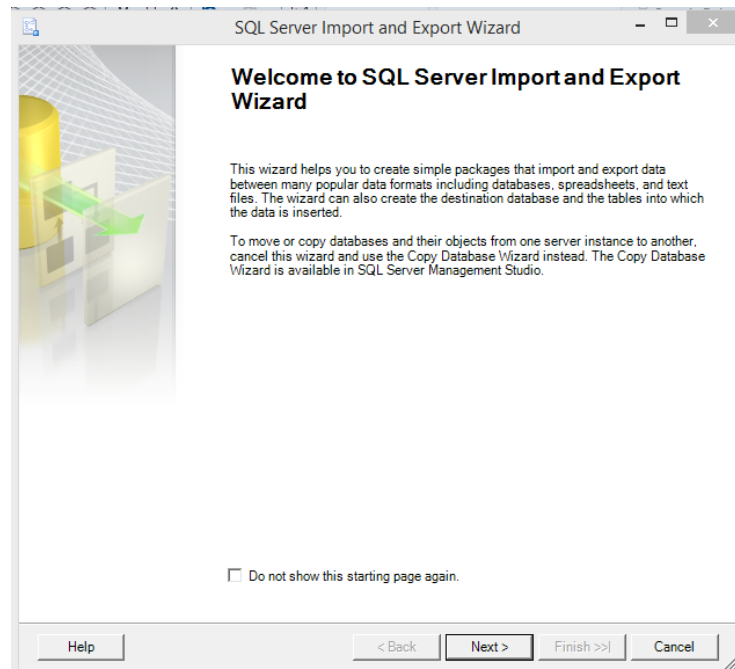 SQL Server Import and Export Wizard
Welcome to SQL Server Import and Export
Wizard
This wizard helps you to create simple packages that import and export data
between many popular data formats including databases, spreadsheets, and text
files. The wizard can also create the destination database and the tables into which
the data is inserted.
To move or copy databases and their objects from one server instance to another,
cancel this wizard and use the Copy Database Wizard instead. The Copy Database
Wizard is available in SQL Server Management Studio.
Do not show this starting page again.
Help
< Back
Next >
Finish >>|
Cancel